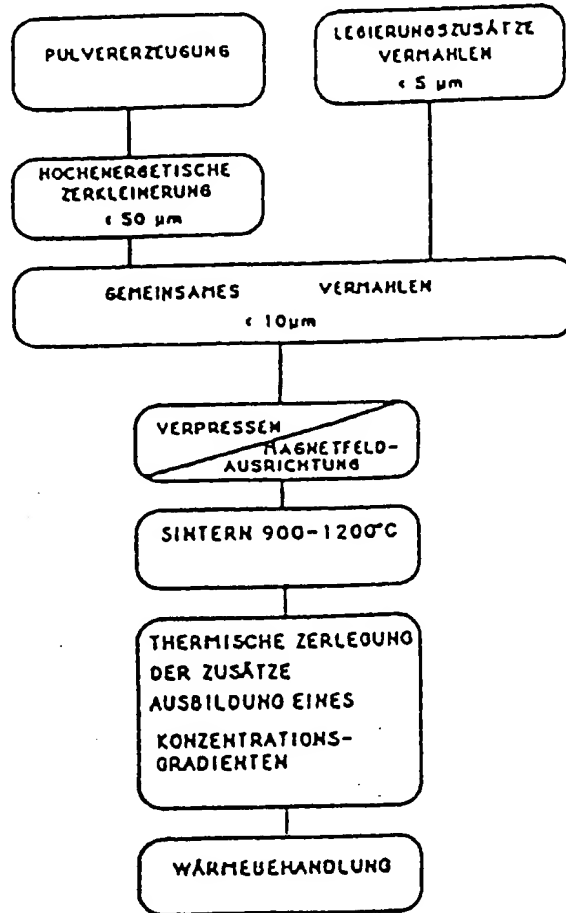 PULVERERZEUGUNG
LEGIERUNGSZUSÄTZE
VERMAHLEN
< 5 µm
HOCHENERGETISCHE
ZERKLEINERUNG
< 50 µm
GEMEINSAMES VERMAHLEN
< 10µm
VERPRESSEN
MAGNETFELD-
AUSRICHTUNG
SINTERN 900-1200°C
THERMISCHE ZERLEGUNG
DER ZUSÄTZE
AUSBILDUNG EINES
KONZENTRATIONS-
GRADIENTEN
WÄRMEBEHANDLUNG